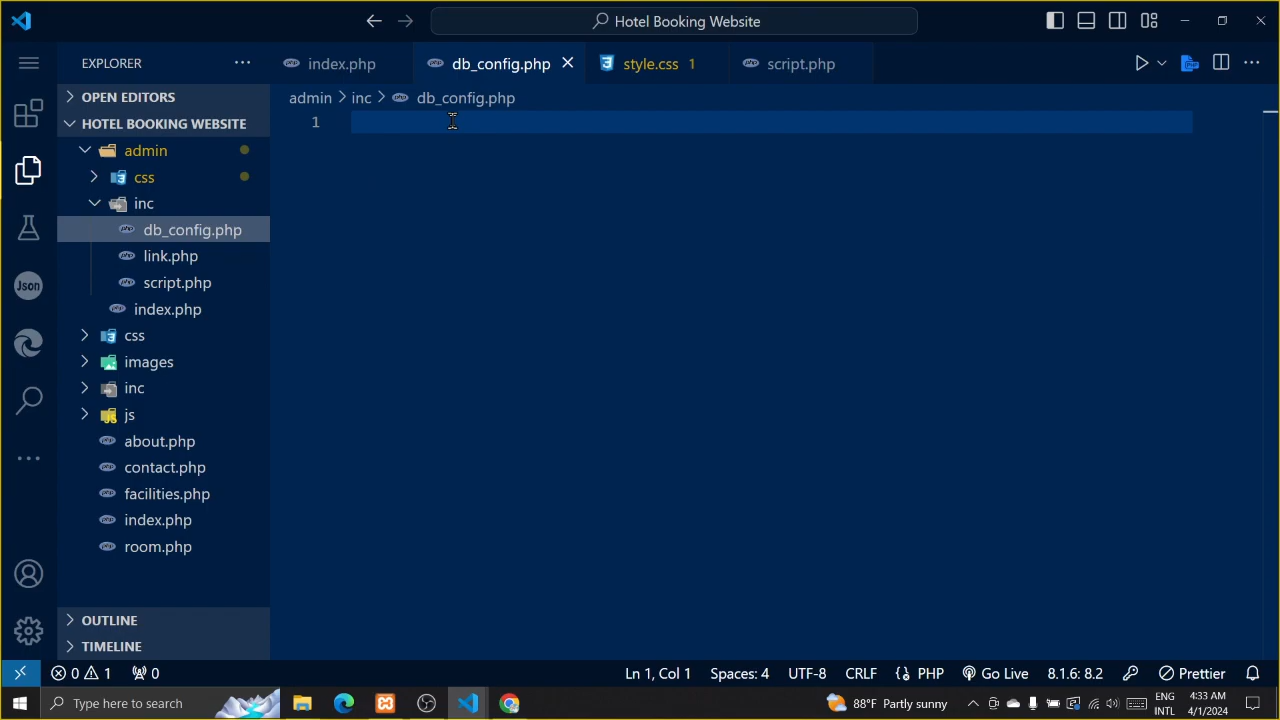 Hotel Booking Website
EXPLORER
index.php
db_config.php
style.css 1
script.php
OPEN EDITORS
HOTEL BOOKING WEBSITE
admin
css
inc
db_config.php
link.php
script.php
index.php
css
images
inc
js
about.php
contact.php
facilities.php
index.php
room.php
OUTLINE
TIMELINE
admin > inc > db_config.php
1
Json
0 1 0
Ln 1, Col 1
Spaces: 4
UTF-8
CRLF
PHP
Go Live
8.1.6: 8.2
Prettier
Type here to search
88°F Partly sunny
ENG
INTL
4:33 AM
4/1/2024